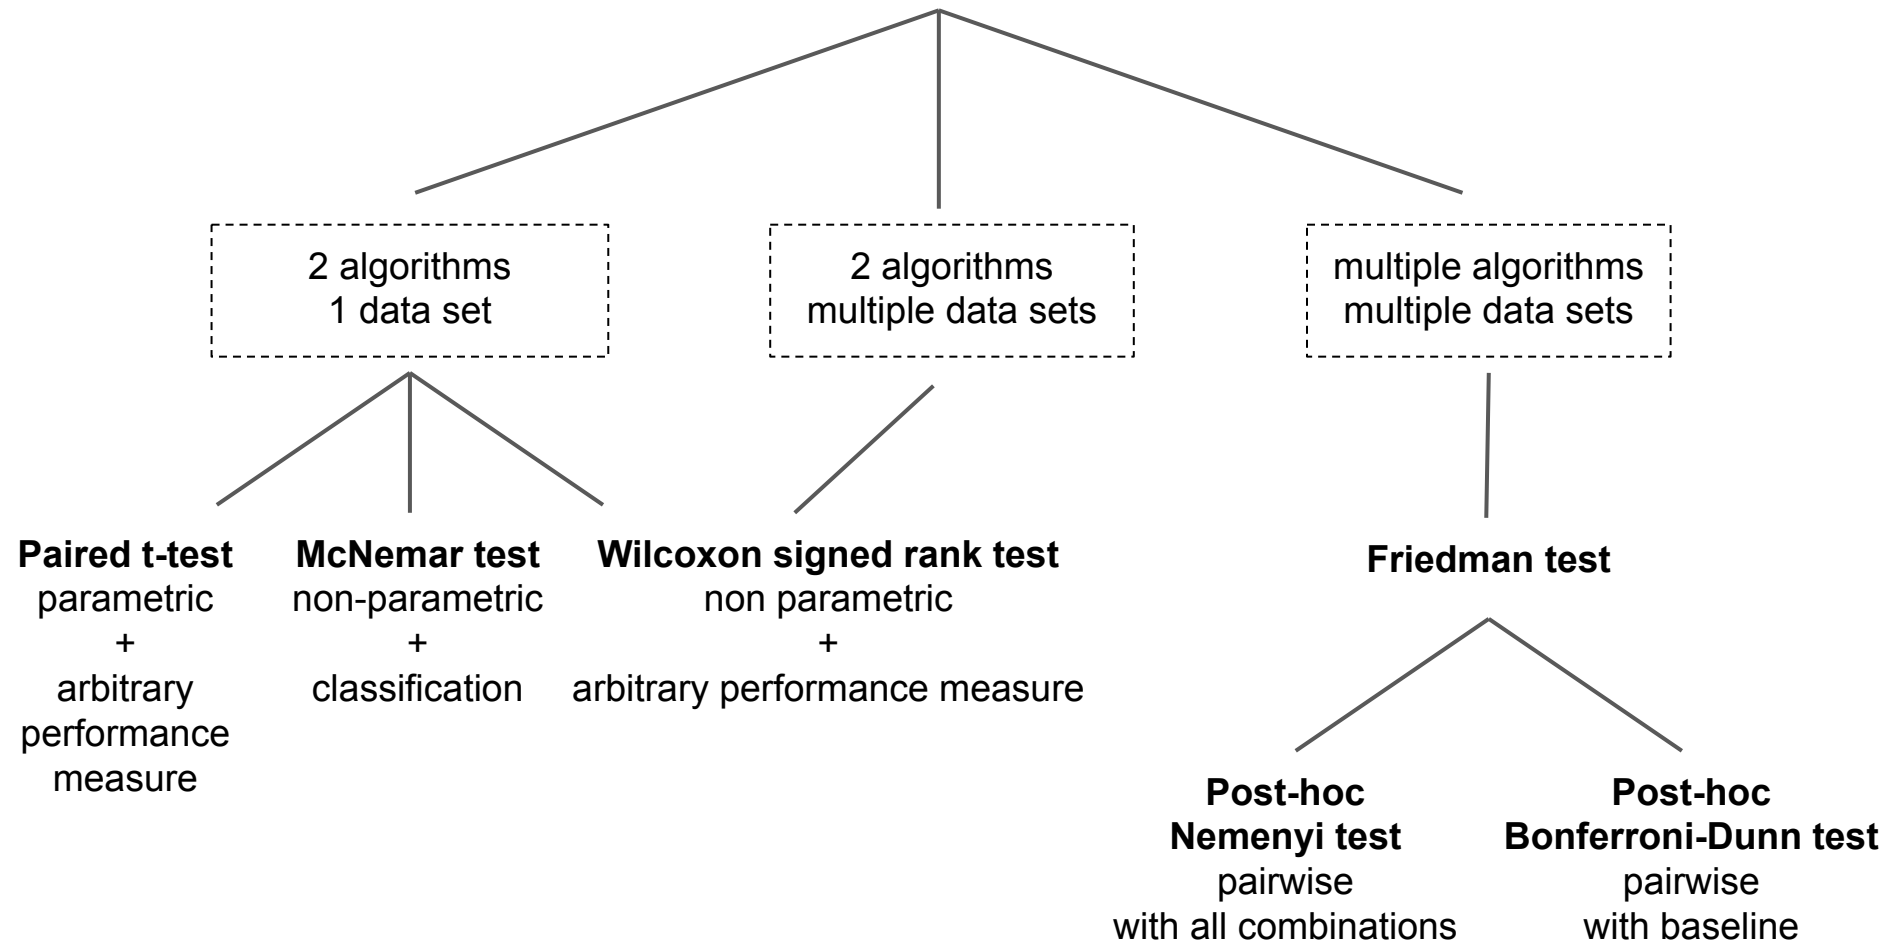 2 algorithms
1 data set
2 algorithms
multiple data sets
multiple algorithms
multiple data sets
Paired t-test
parametric
+
arbitrary
performance
measure
McNemar test
non-parametric
+
classification
Wilcoxon signed rank test
non parametric
+
arbitrary performance measure
Friedman test
Post-hoc
Nemenyi test
pairwise
with all combinations
Post-hoc
Bonferroni-Dunn test
pairwise
with baseline